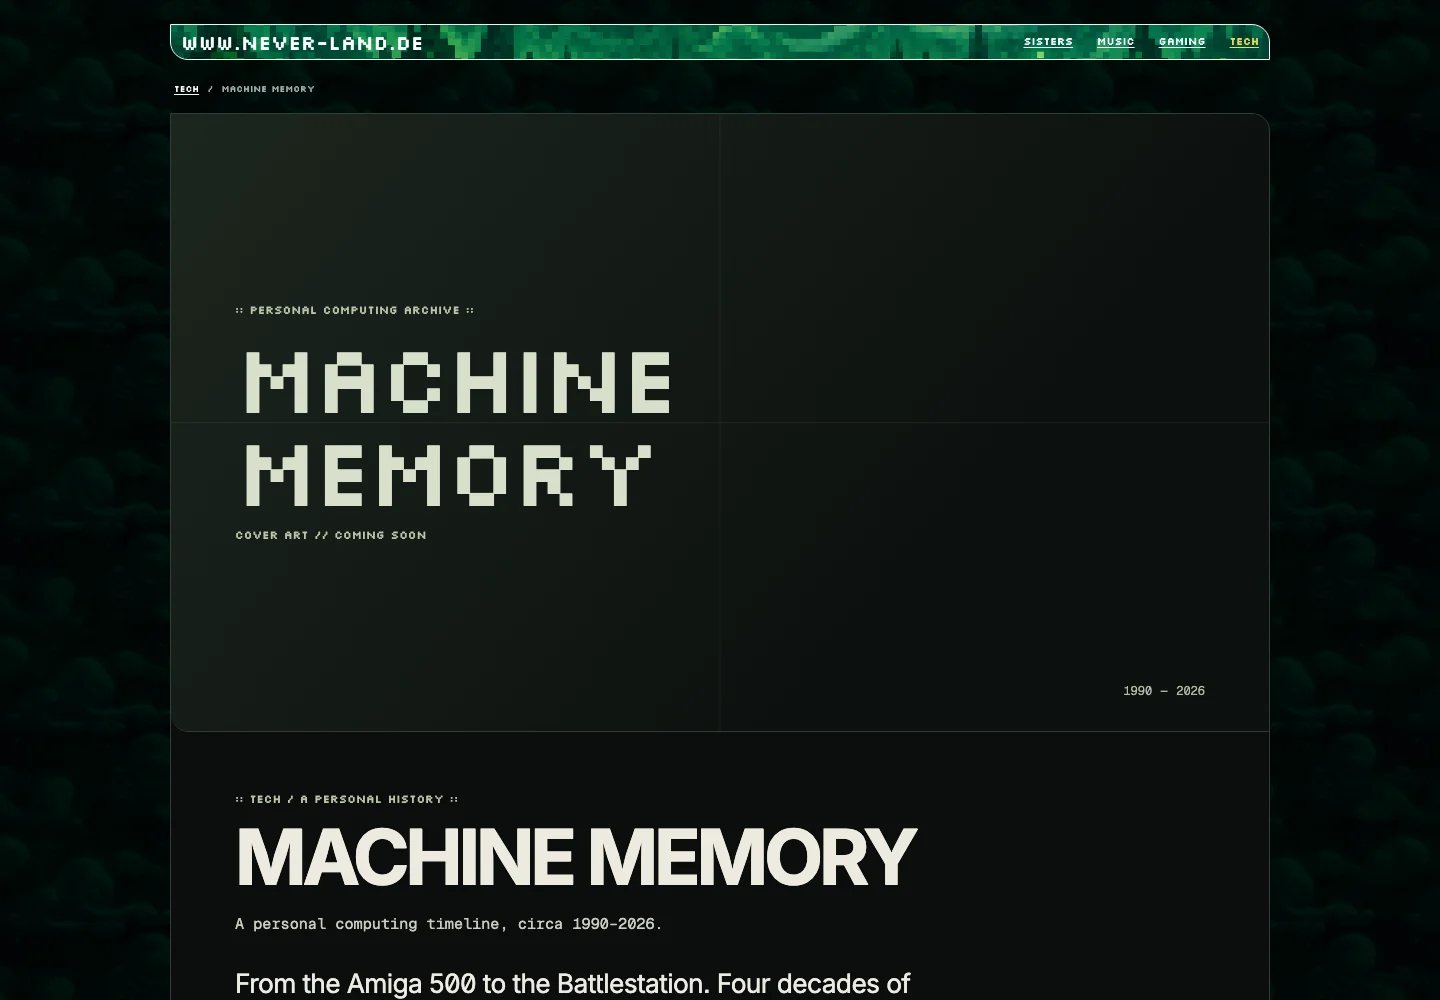 WWW.NEVER-LAND.DE
SISTERS MUSIC GAMING TECH
TECH / MACHINE MEMORY
:: PERSONAL COMPUTING ARCHIVE ::
MACHINE
MEMORY
COVER ART // COMING SOON
1990 — 2026
:: TECH / A PERSONAL HISTORY ::
MACHINE MEMORY
A personal computing timeline, circa 1990-2026.
From the Amiga 500 to the Battlestation. Four decades of